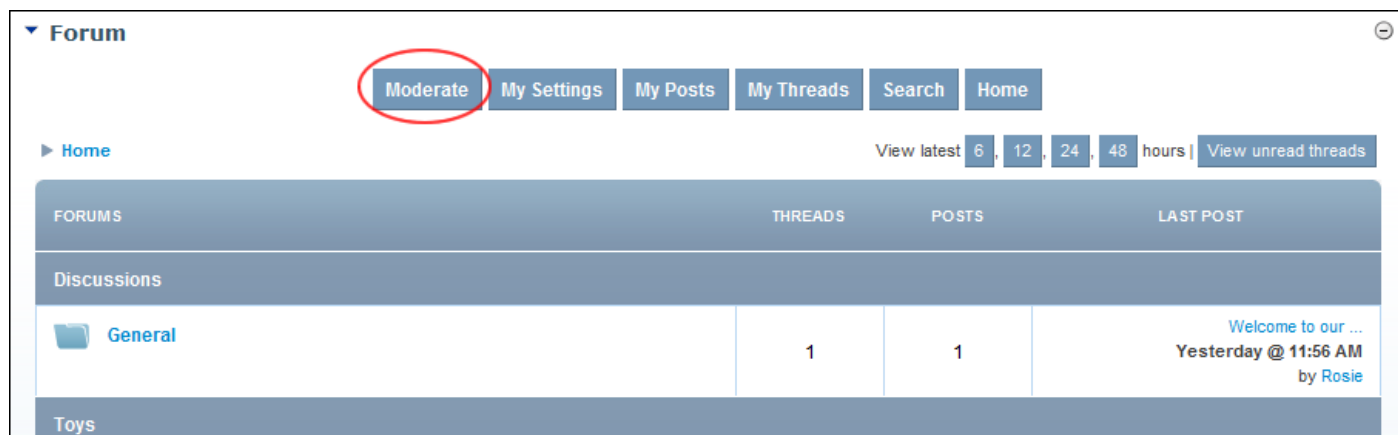 Forum
Moderate My Settings My Posts My Threads Search Home
Home View latest 6 , 12 , 24 , 48 hours | View unread threads
FORUMS THREADS POSTS LAST POST
Discussions
General 1 1 Welcome to our ...
Yesterday @ 11:56 AM
by Rosie
Toys